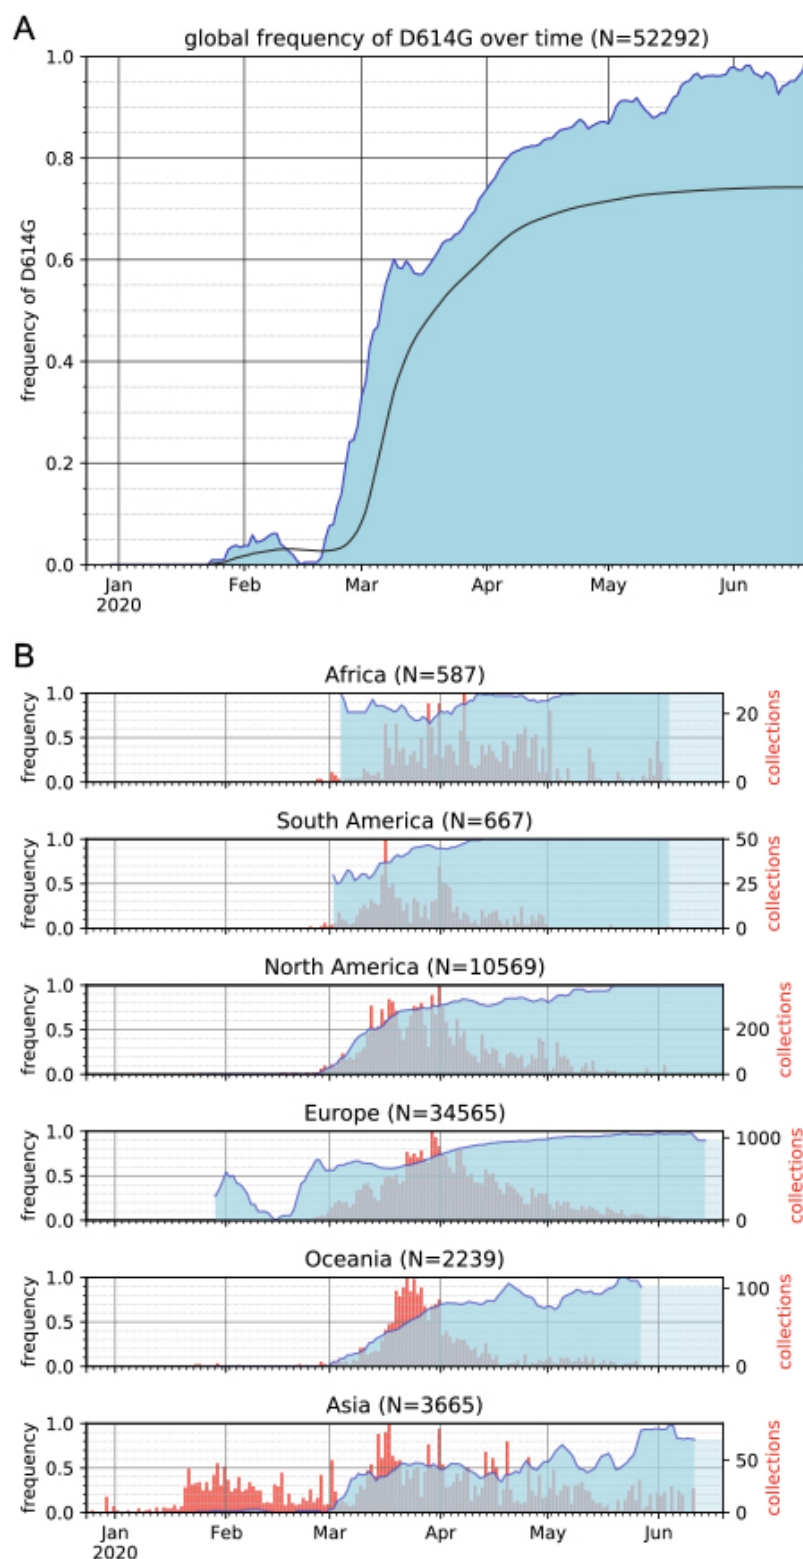 A
global frequency of D614G over time (N=52292)
frequency of D614G
1.0
0.8
0.6
0.4
0.2
0.0
Jan Feb Mar Apr May Jun
2020
B
Africa (N=587)
frequency
1.0
0.5
0.0
20
0
collections
South America (N=667)
frequency
1.0
0.5
0.0
50
25
0
collections
North America (N=10569)
frequency
1.0
0.5
0.0
200
0
collections
Europe (N=34565)
frequency
1.0
0.5
0.0
1000
0
collections
Oceania (N=2239)
frequency
1.0
0.5
0.0
100
0
collections
Asia (N=3665)
frequency
1.0
0.5
0.0
50
0
collections
Jan Feb Mar Apr May Jun
2020